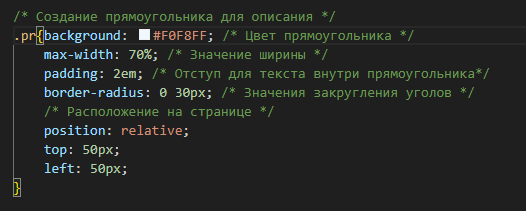 /* Создание прямоугольника для описания */
.pr{background: #F0F8FF; /* Цвет прямоугольника */
max-width: 70%; /* Значение ширины */
padding: 2em; /* Отступ для текста внутри прямоугольника*/
border-radius: 0 30px; /* Значения закругления уголов */
/* Расположение на странице */
position: relative;
top: 50px;
left: 50px;
}